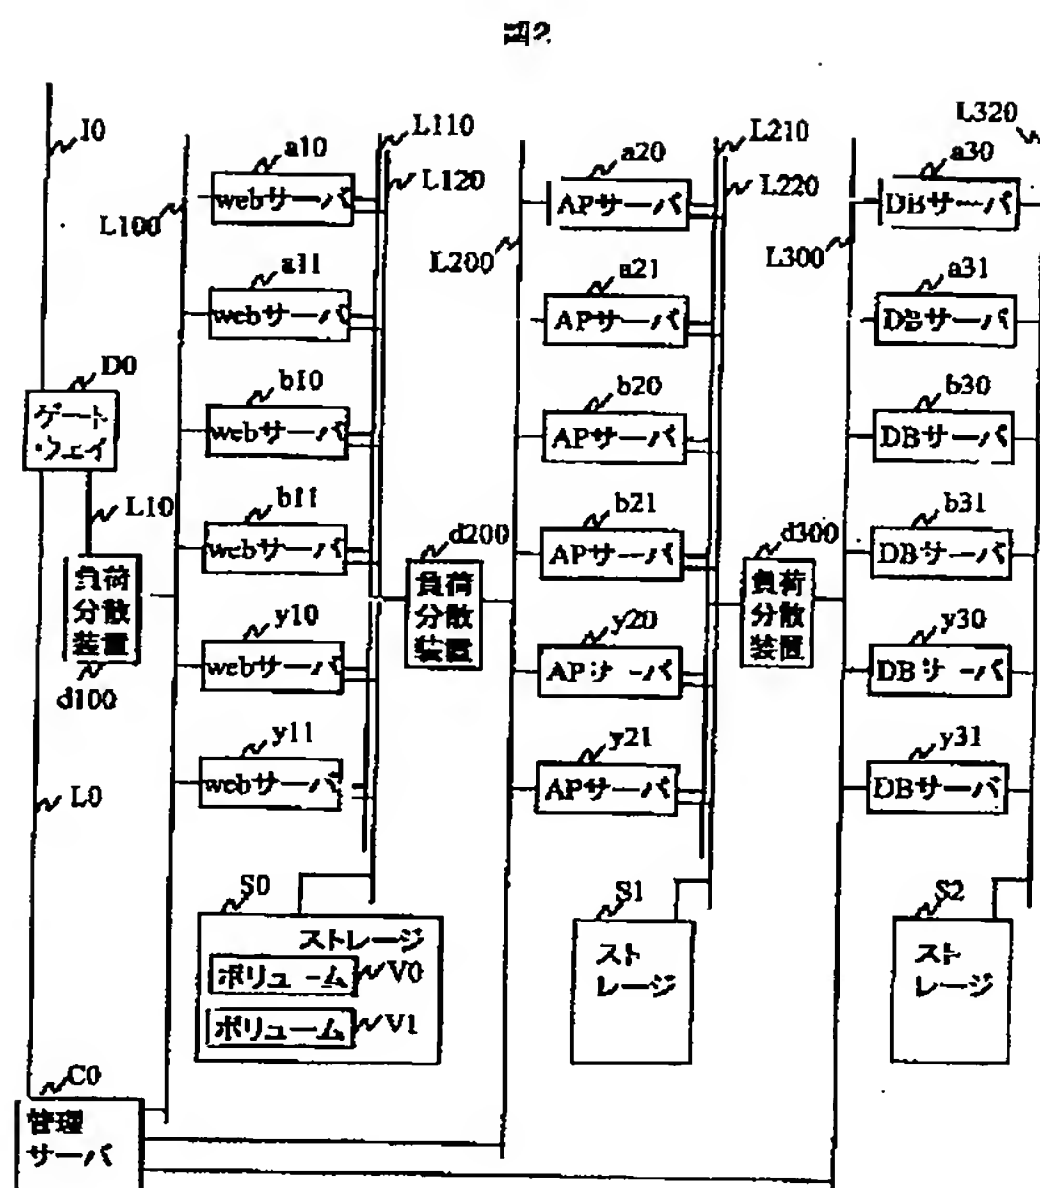 図2
I0
L100
a10
webサーバ
L110
L120
a20
APサーバ
L210
L220
L320
a30
DBサーバ
L200
L300
a11
webサーバ
a21
APサーバ
a31
DBサーバ
D0
ゲート
・ウェイ
b10
webサーバ
b20
APサーバ
b30
DBサーバ
L10
b11
webサーバ
d200
負荷
分散
装置
b21
APサーバ
d300
負荷
分散
装置
b31
DBサーバ
負荷
分散
装置
d100
y10
webサーバ
y20
APサーバ
y30
DBサーバ
L0
y11
webサーバ
y21
APサーバ
y31
DBサーバ
S0
ストレージ
ボリューム
V0
ボリューム
V1
S1
スト
レージ
S2
スト
レージ
C0
管理
サーバ